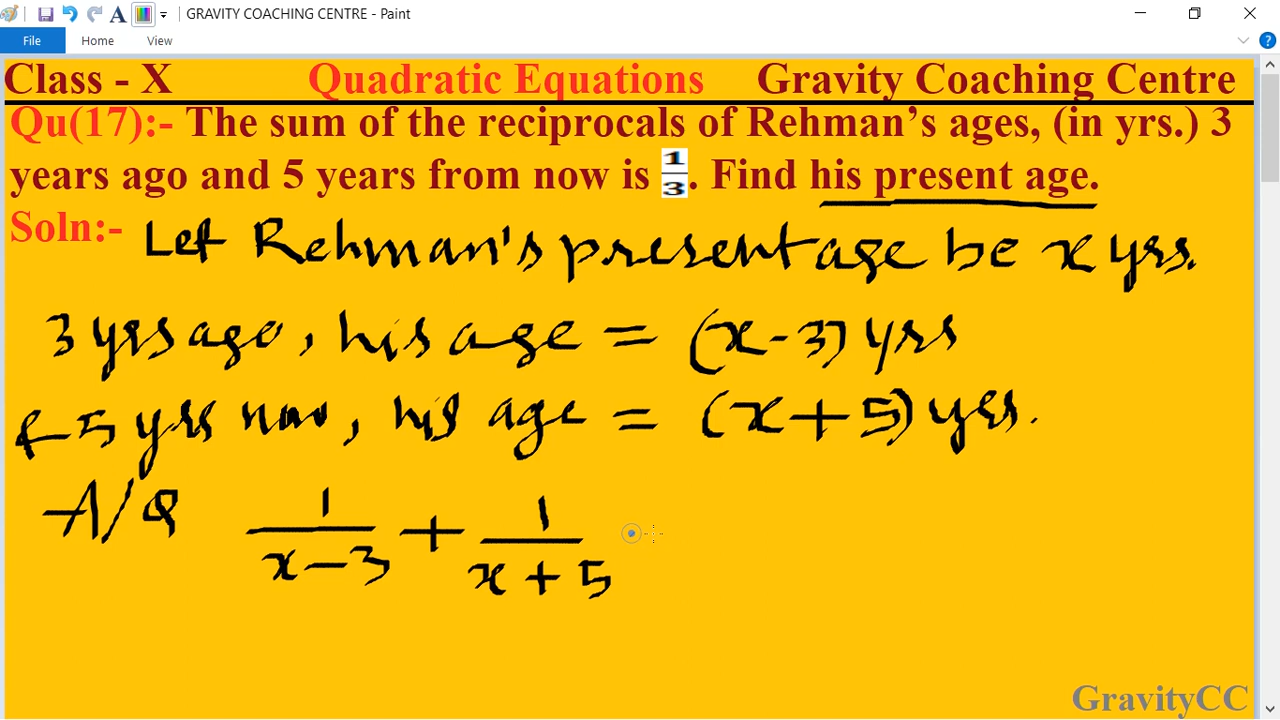 GRAVITY COACHING CENTRE - Paint
File Home View
Class - X Quadratic Equations Gravity Coaching Centre
Qu(17):- The sum of the reciprocals of Rehman’s ages, (in yrs.) 3
years ago and 5 years from now is 1/3. Find his present age.
Soln:- Let Rehman's present age be x yrs.
3 yrs ago, his age = (x-3) yrs
& 5 yrs now, his age = (x+5) yrs.
A/Q 1/(x-3) + 1/(x+5)
GravityCC